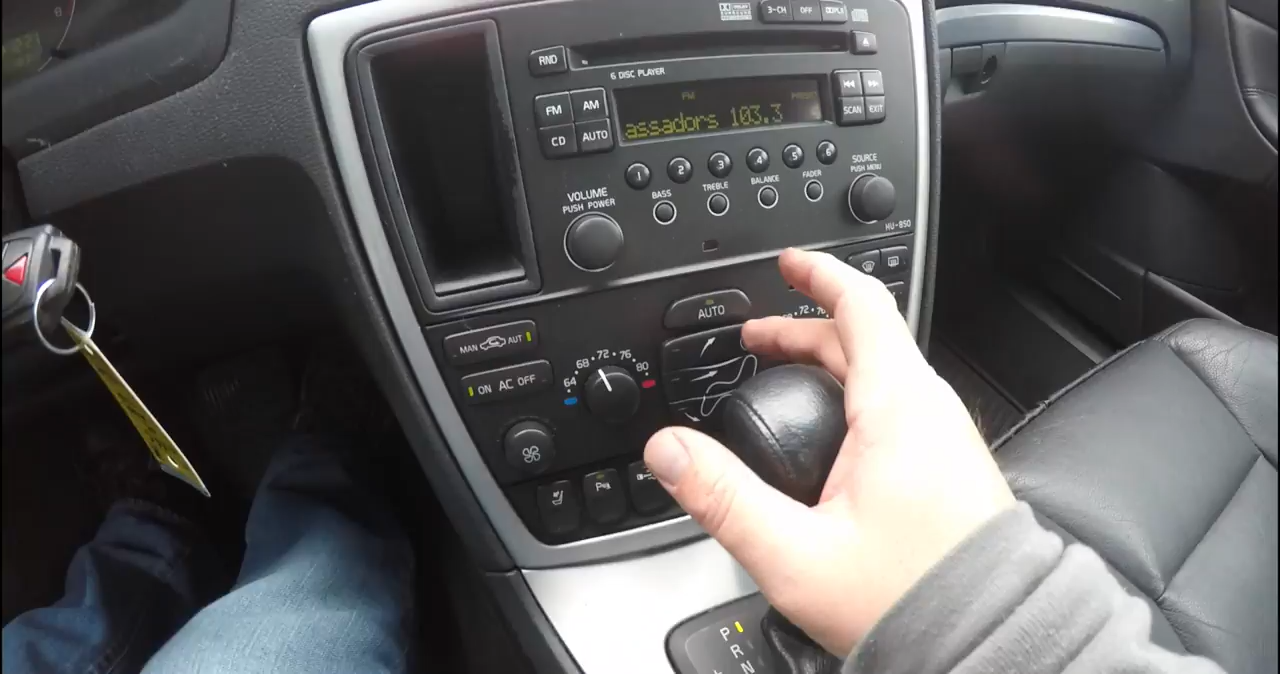 3-CH OFF
RND
6 DISC PLAYER
FM AM
FM
assadors 103.3
SCAN EXIT
CD AUTO
1 2 3 4 5 6
VOLUME
PUSH POWER
BASS TREBLE BALANCE FADER
SOURCE
PUSH MENU
HU-850
AUTO
MAN AUT
ON AC OFF
64 68 72 76 80
72
P
R
N